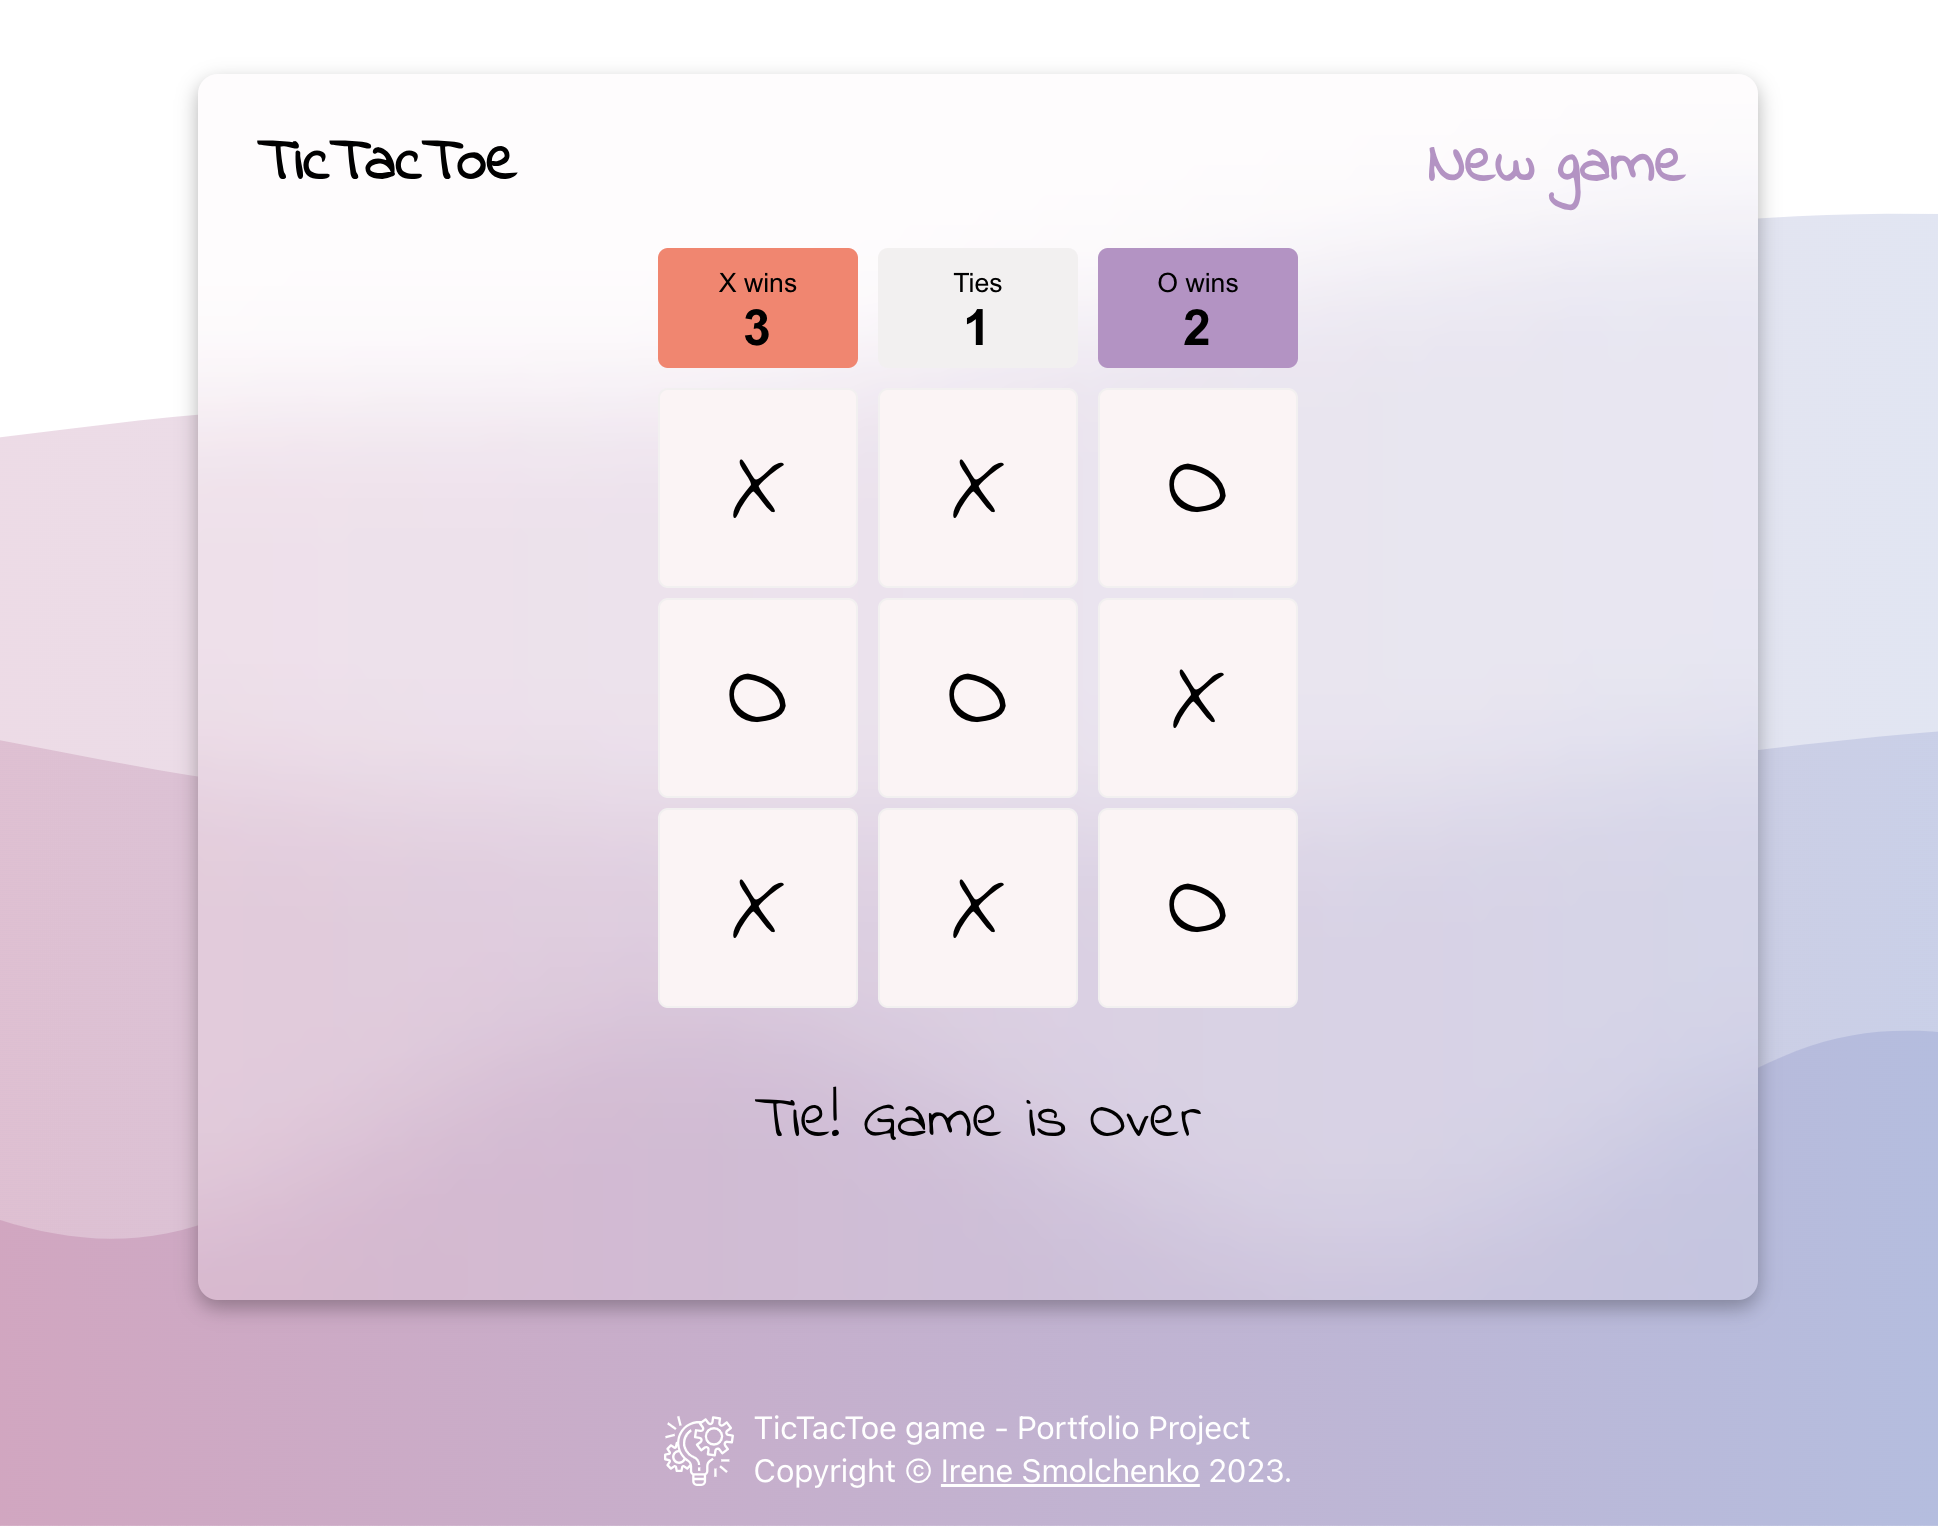 TicTacToe
New game
X wins
3
Ties
1
O wins
2
X X O
O O X
X X O
Tie! Game is over
TicTacToe game - Portfolio Project
Copyright © Irene Smolchenko 2023.